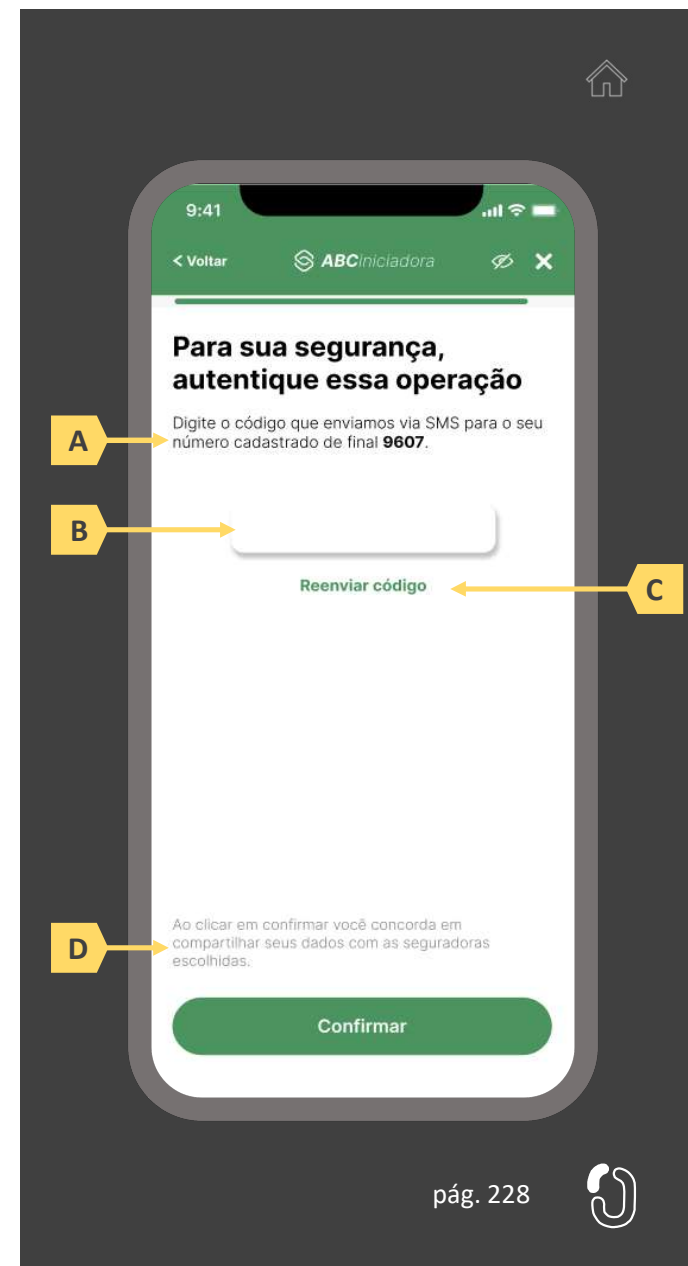 9:41
< Voltar
ABCIniciadora
Para sua segurança,
autentique essa operação
Digite o código que enviamos via SMS para o seu
número cadastrado de final 9607.
A
B
Reenviar código
C
Ao clicar em confirmar você concorda em
compartilhar seus dados com as seguradoras
escolhidas.
D
Confirmar
pág. 228